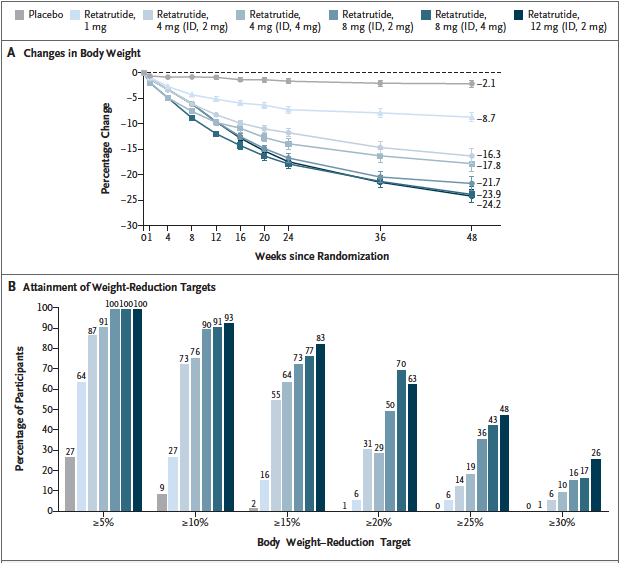 Placebo
Retatrutide, 1 mg
Retatrutide, 4 mg (ID, 2 mg)
Retatrutide, 4 mg (ID, 4 mg)
Retatrutide, 8 mg (ID, 2 mg)
Retatrutide, 8 mg (ID, 4 mg)
Retatrutide, 12 mg (ID, 2 mg)
A Changes in Body Weight
Percentage Change
0
−5
−10
−15
−20
−25
−30
−2.1
−8.7
−16.3
−17.8
−21.7
−23.9
−24.2
0 1 4 8 12 16 20 24 36 48
Weeks since Randomization
B Attainment of Weight-Reduction Targets
Percentage of Participants
100
90
80
70
60
50
40
30
20
10
0
27 64 87 91 100 100 100
9 27 73 76 90 91 93
2 16 55 64 73 77 83
1 6 31 29 50 70 63
0 6 14 19 36 43 48
0 1 6 10 16 17 26
≥5% ≥10% ≥15% ≥20% ≥25% ≥30%
Body Weight–Reduction Target